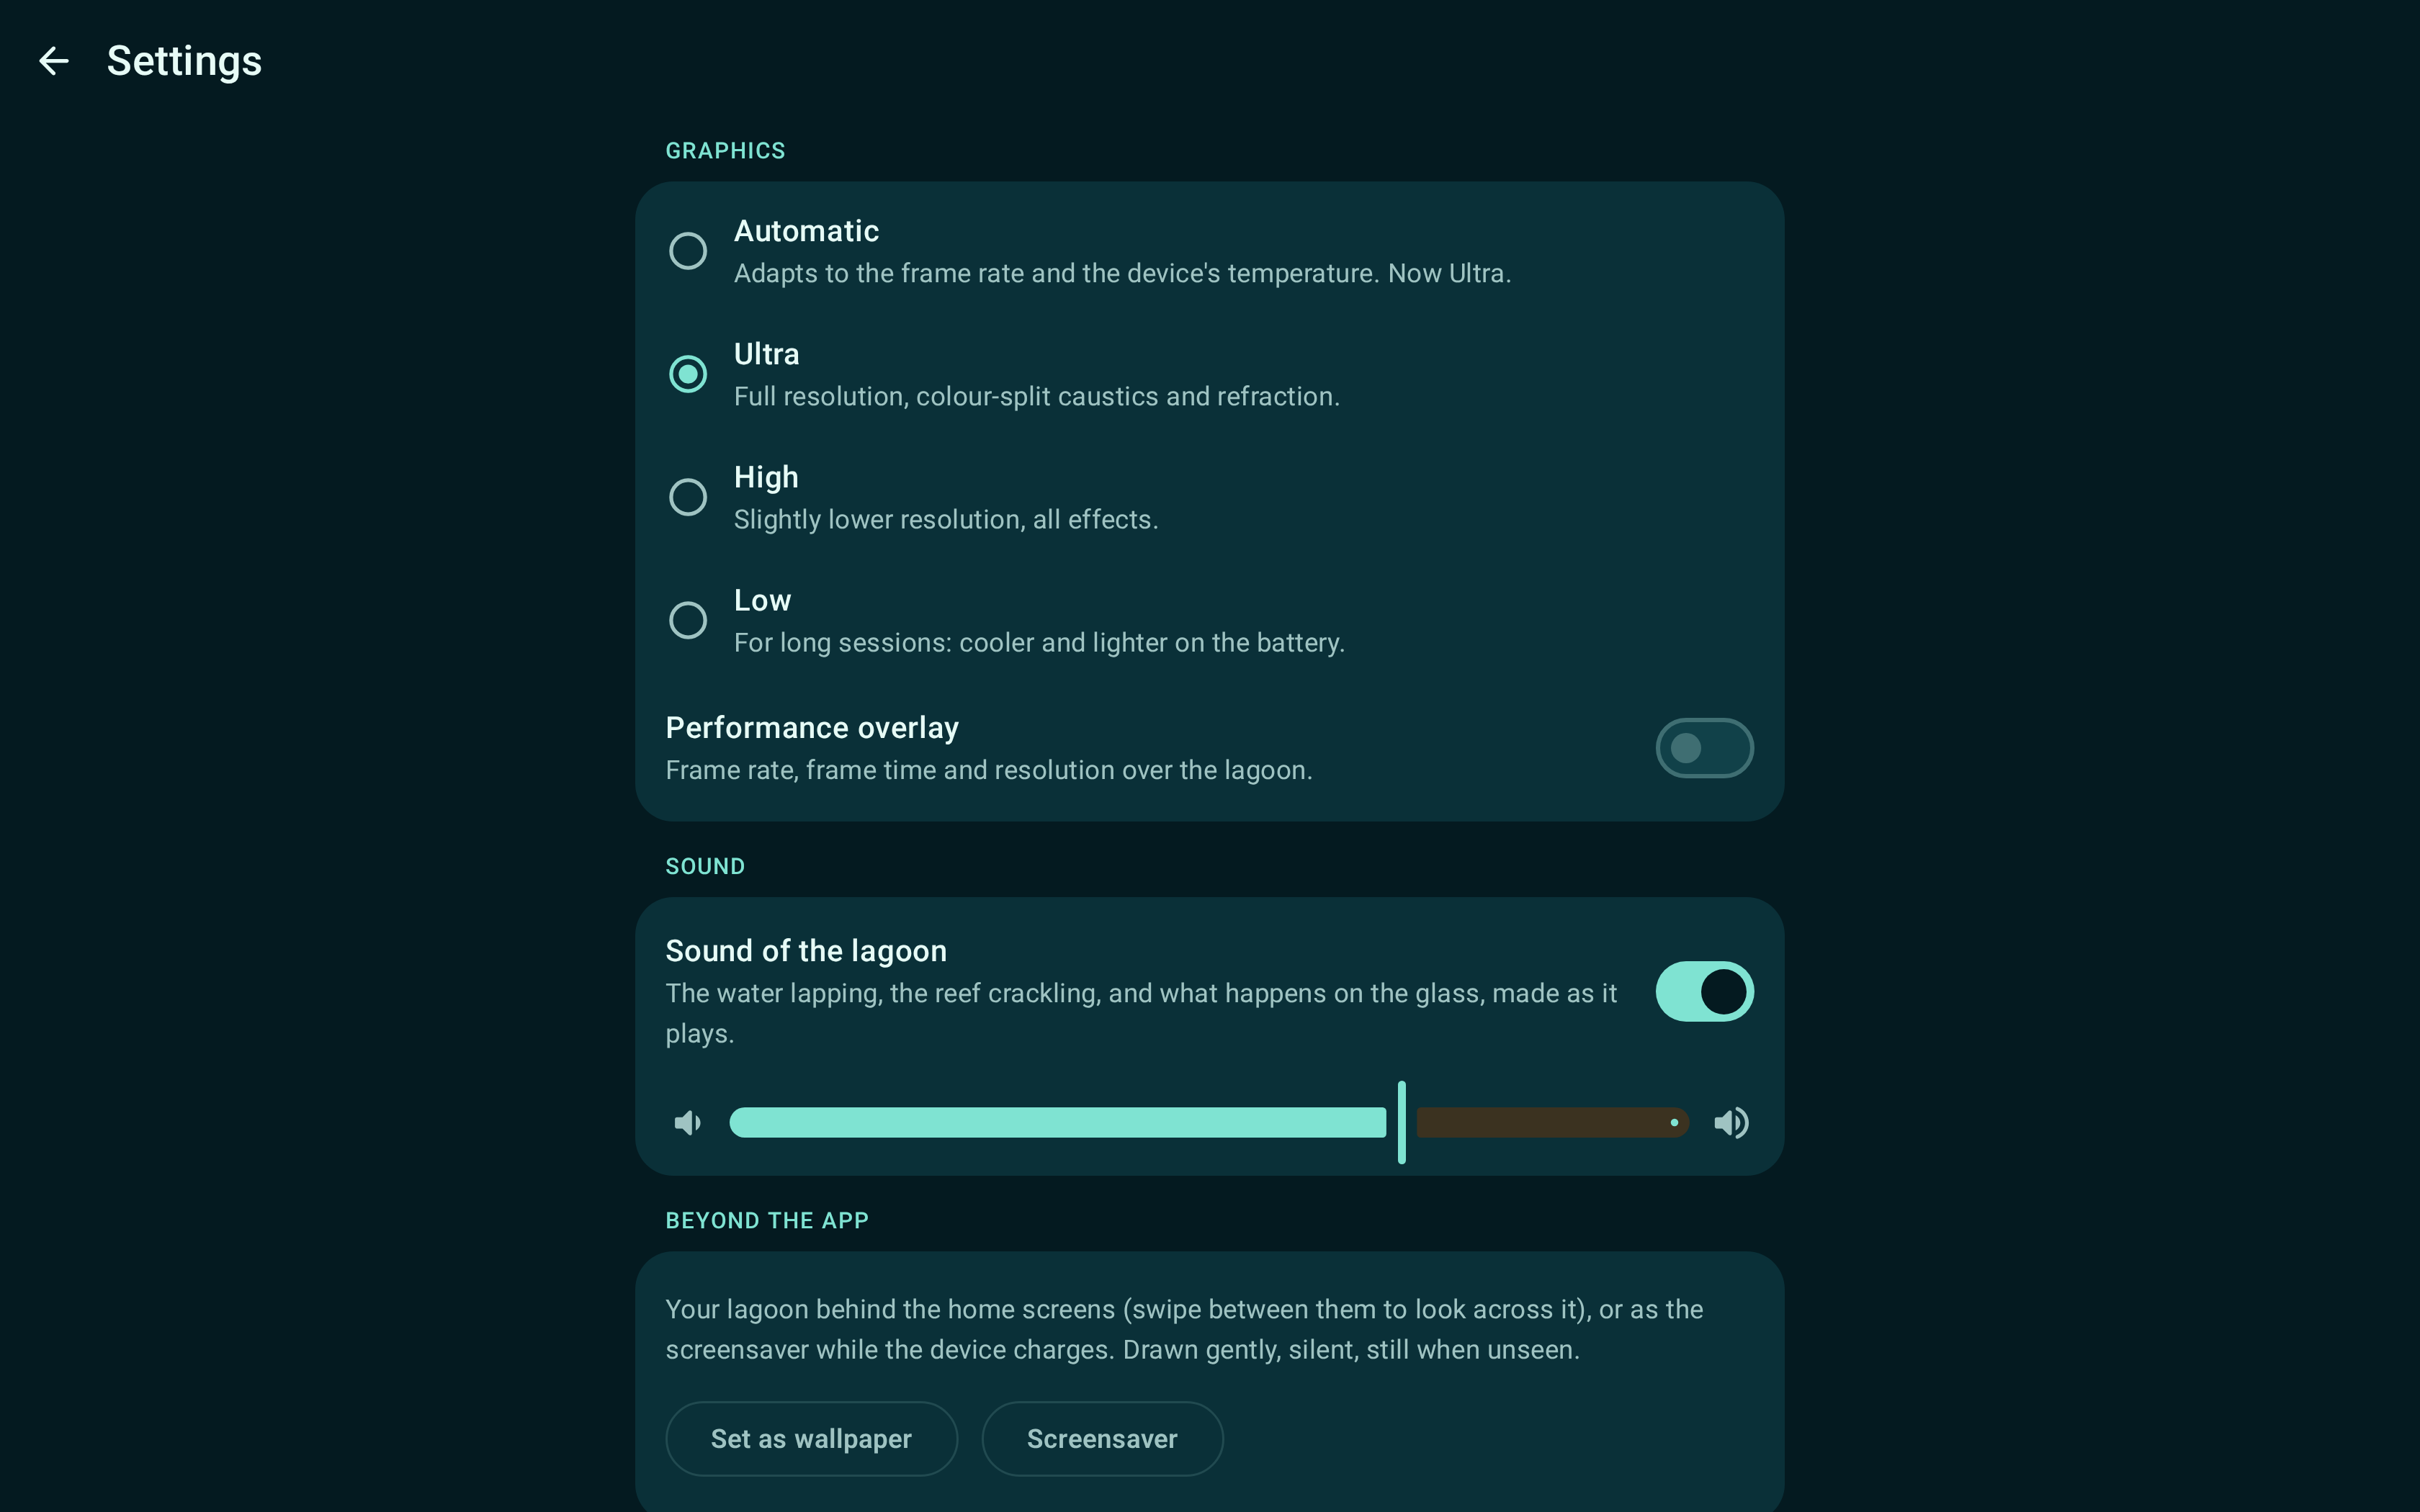 Settings
GRAPHICS
Automatic
Adapts to the frame rate and the device's temperature. Now Ultra.
Ultra
Full resolution, colour-split caustics and refraction.
High
Slightly lower resolution, all effects.
Low
For long sessions: cooler and lighter on the battery.
Performance overlay
Frame rate, frame time and resolution over the lagoon.
SOUND
Sound of the lagoon
The water lapping, the reef crackling, and what happens on the glass, made as it
plays.
BEYOND THE APP
Your lagoon behind the home screens (swipe between them to look across it), or as the
screensaver while the device charges. Drawn gently, silent, still when unseen.
Set as wallpaper
Screensaver